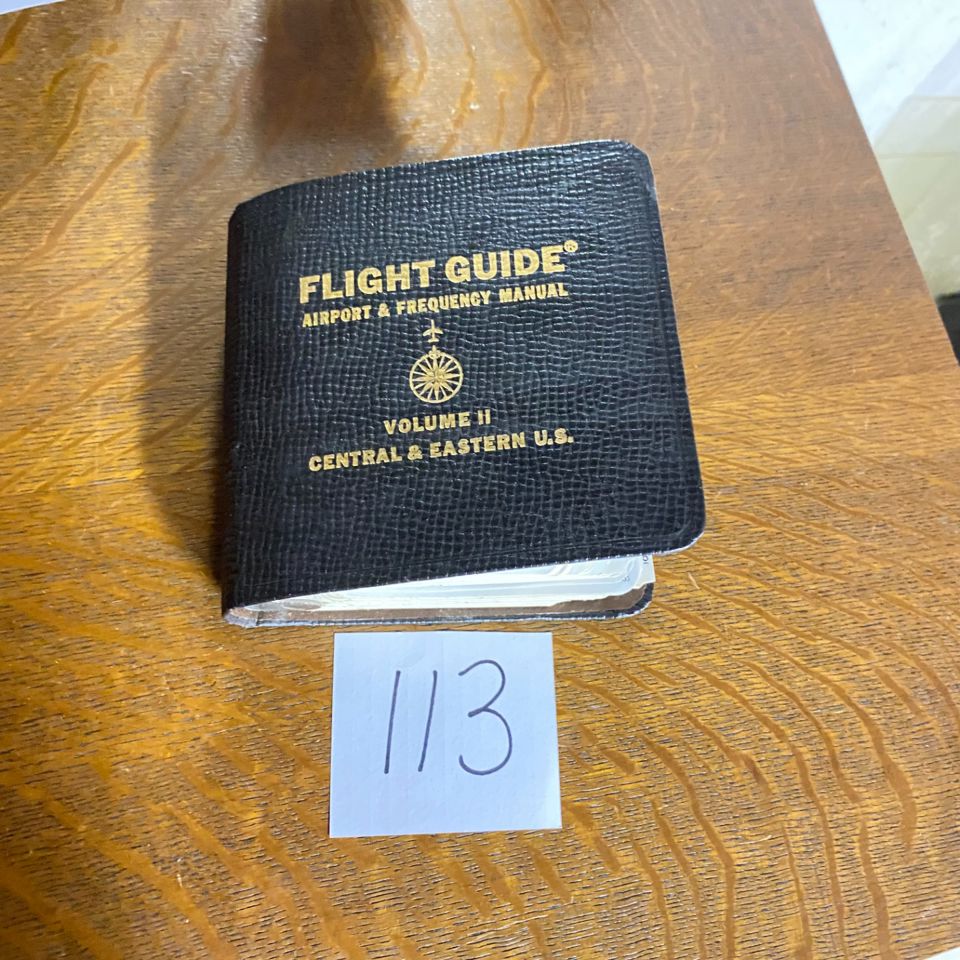 FLIGHT GUIDE®
AIRPORT & FREQUENCY MANUAL
VOLUME II
CENTRAL & EASTERN U.S.
113